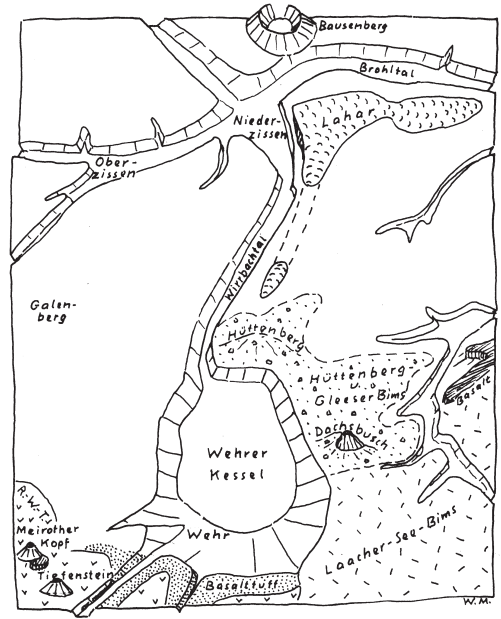 Bausenberg
Brohltal
Lahar
Nieder-
zissen
Ober-
zissen
Wirrbachtal
Galen-
berg
Hüttenberg
Hüttenberg
Gleeser Bims
Basalt
Dachsbusch
Wehrer
Kessel
R.-W.-T.
Meirother
Kopf
Wehr
Laacher-See-Bims
Tiefenstein
Basalttuff
W.M.